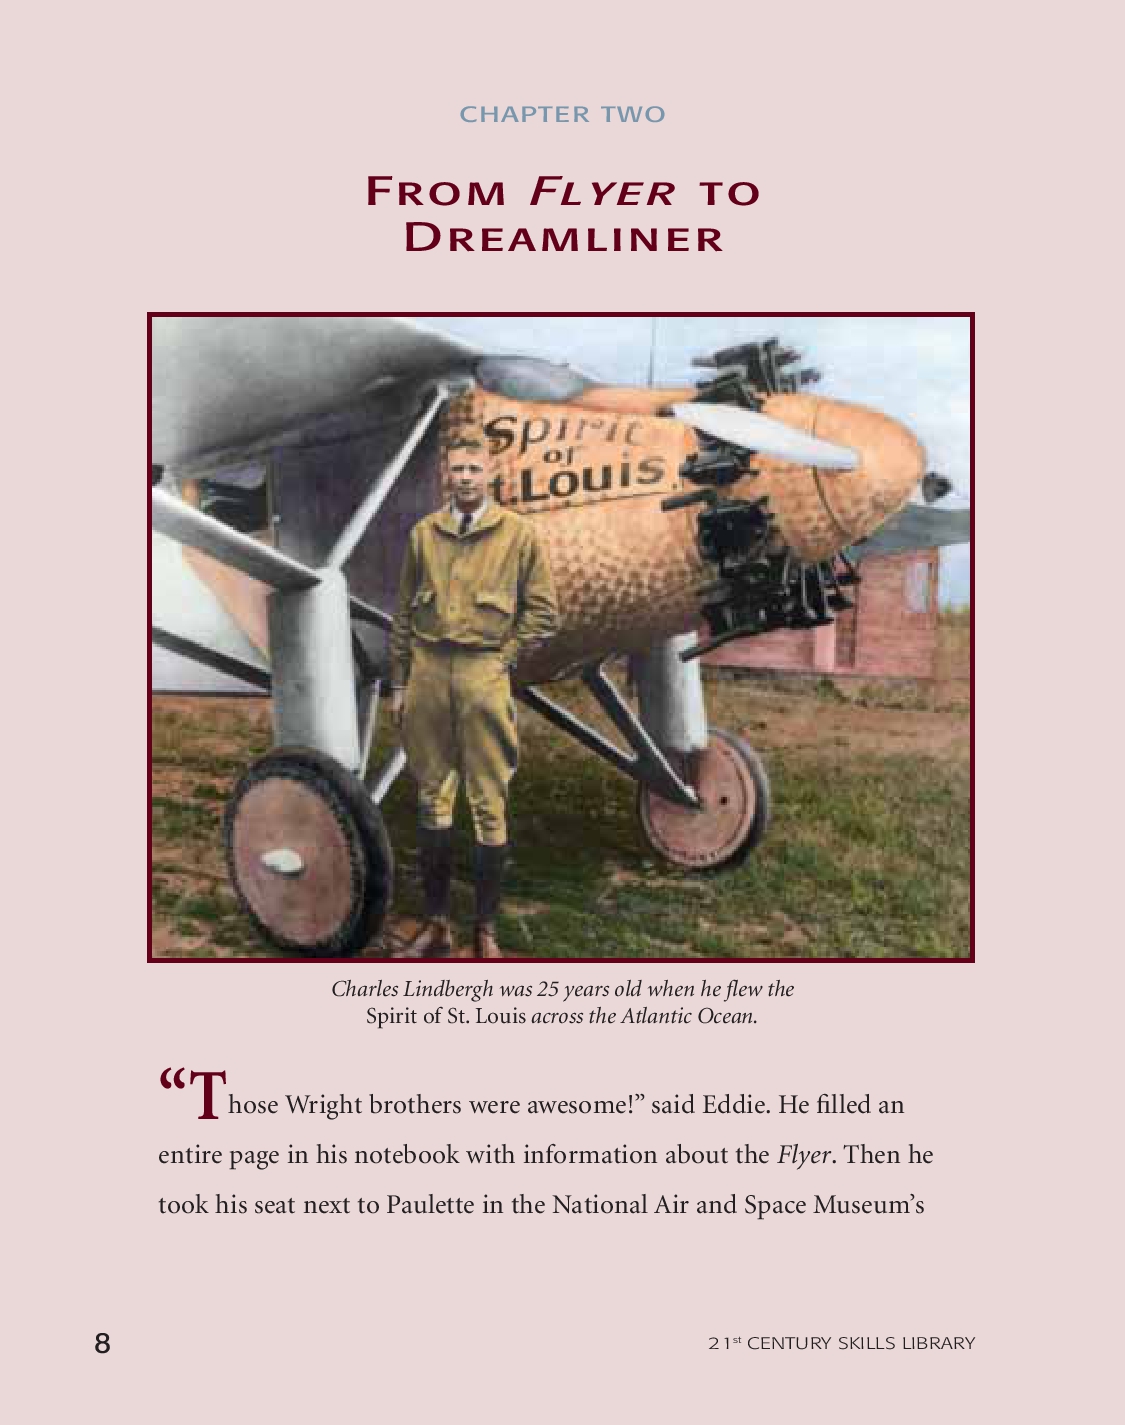 CHAPTER TWO
FROM FLYER TO
DREAMLINER
Spirit
of
t. Louis
Charles Lindbergh was 25 years old when he flew the
Spirit of St. Louis across the Atlantic Ocean.
“Those Wright brothers were awesome!” said Eddie. He filled an
entire page in his notebook with information about the Flyer. Then he
took his seat next to Paulette in the National Air and Space Museum’s
8
21st CENTURY SKILLS LIBRARY